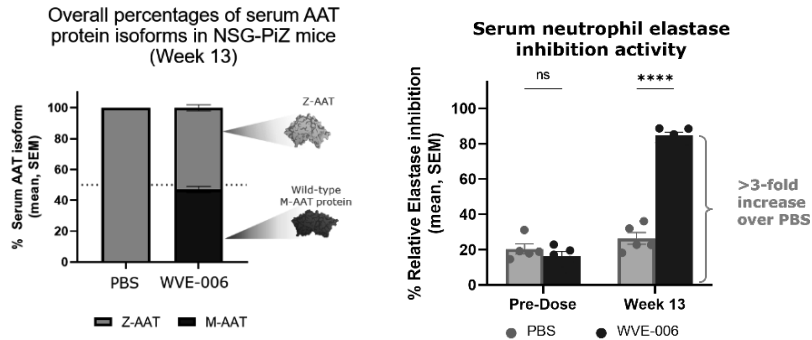 Overall percentages of serum AAT
protein isoforms in NSG-PiZ mice
(Week 13)
% Serum AAT isoform
(mean, SEM)
100
80
60
40
20
0
Z-AAT
Wild-type
M-AAT protein
PBS
WVE-006
Z-AAT
M-AAT
Serum neutrophil elastase
inhibition activity
% Relative Elastase inhibition
(mean, SEM)
100
80
60
40
20
0
ns
****
>3-fold
increase
over PBS
Pre-Dose
Week 13
PBS
WVE-006